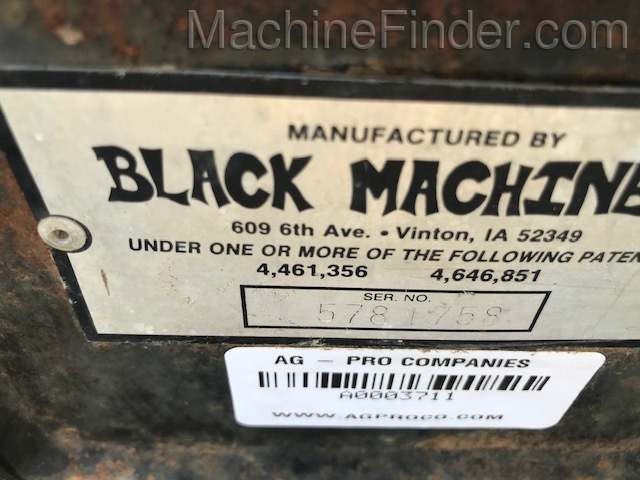 MachineFinder.com
MANUFACTURED BY
BLACK MACHINE
609 6th Ave. • Vinton, IA 52349
UNDER ONE OR MORE OF THE FOLLOWING PATEN
4,461,356 4,646,851
SER. NO.
5781758
AG - PRO COMPANIES
A0003711
WWW.AGPROCO.COM